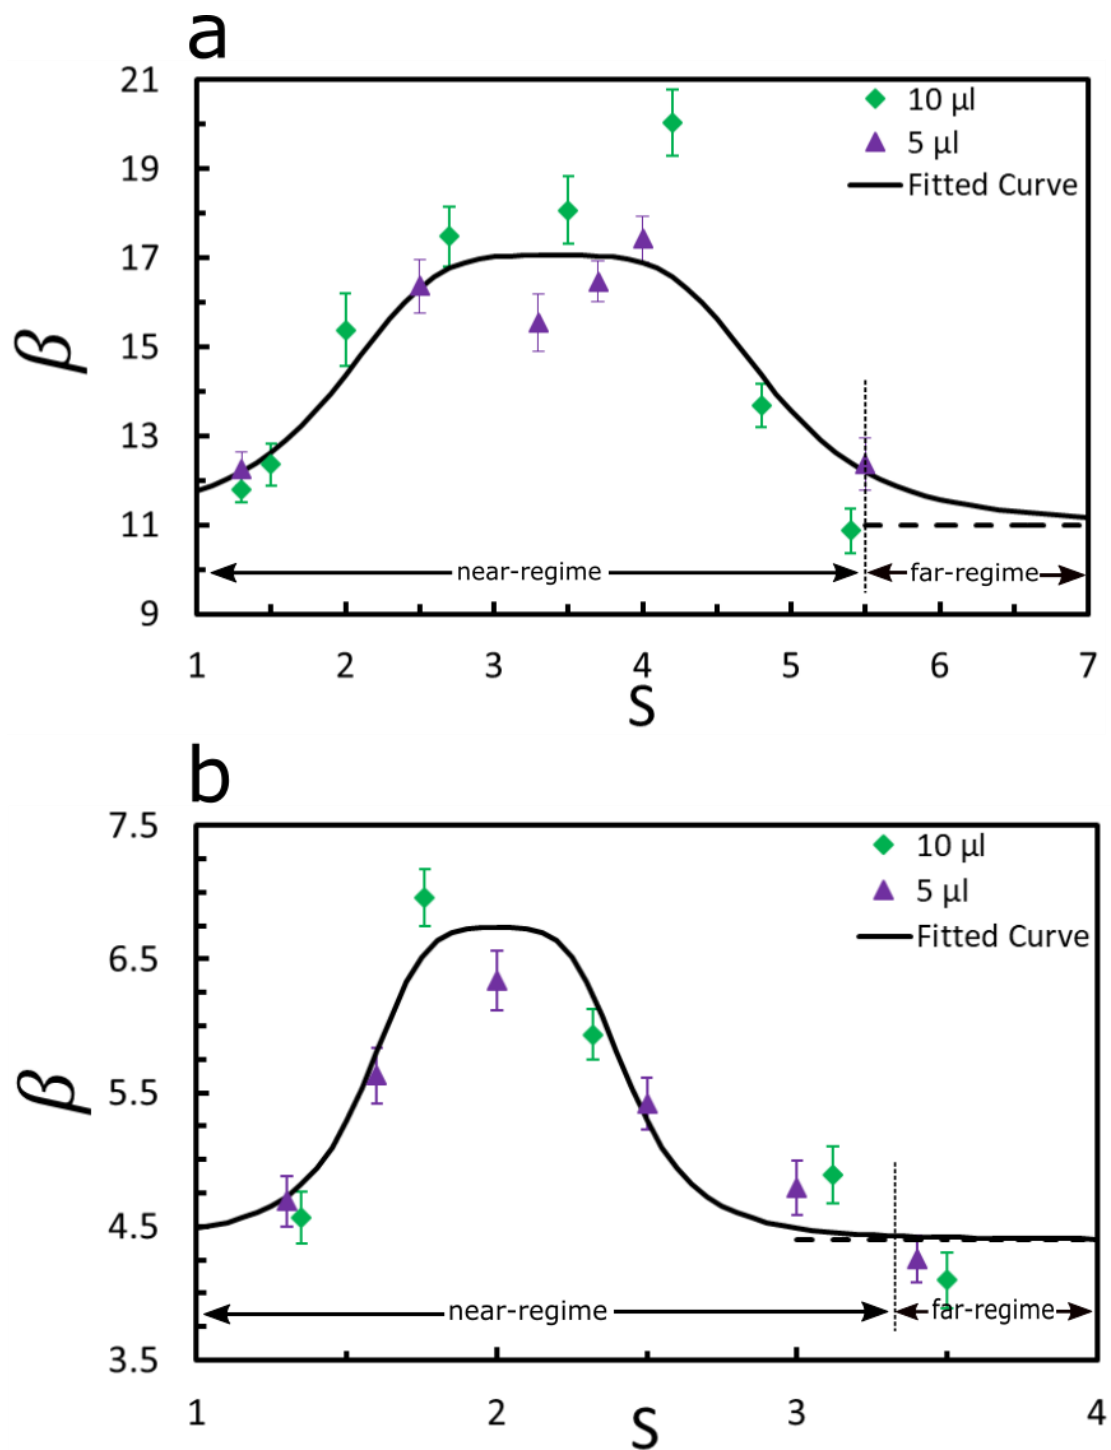 a
21
19
17
15
13
11
9
β
10 µl
5 µl
Fitted Curve
near-regime
far-regime
1 2 3 4 5 6 7
S
b
7.5
6.5
5.5
4.5
3.5
β
10 µl
5 µl
Fitted Curve
near-regime
far-regime
1 2 3 4
S